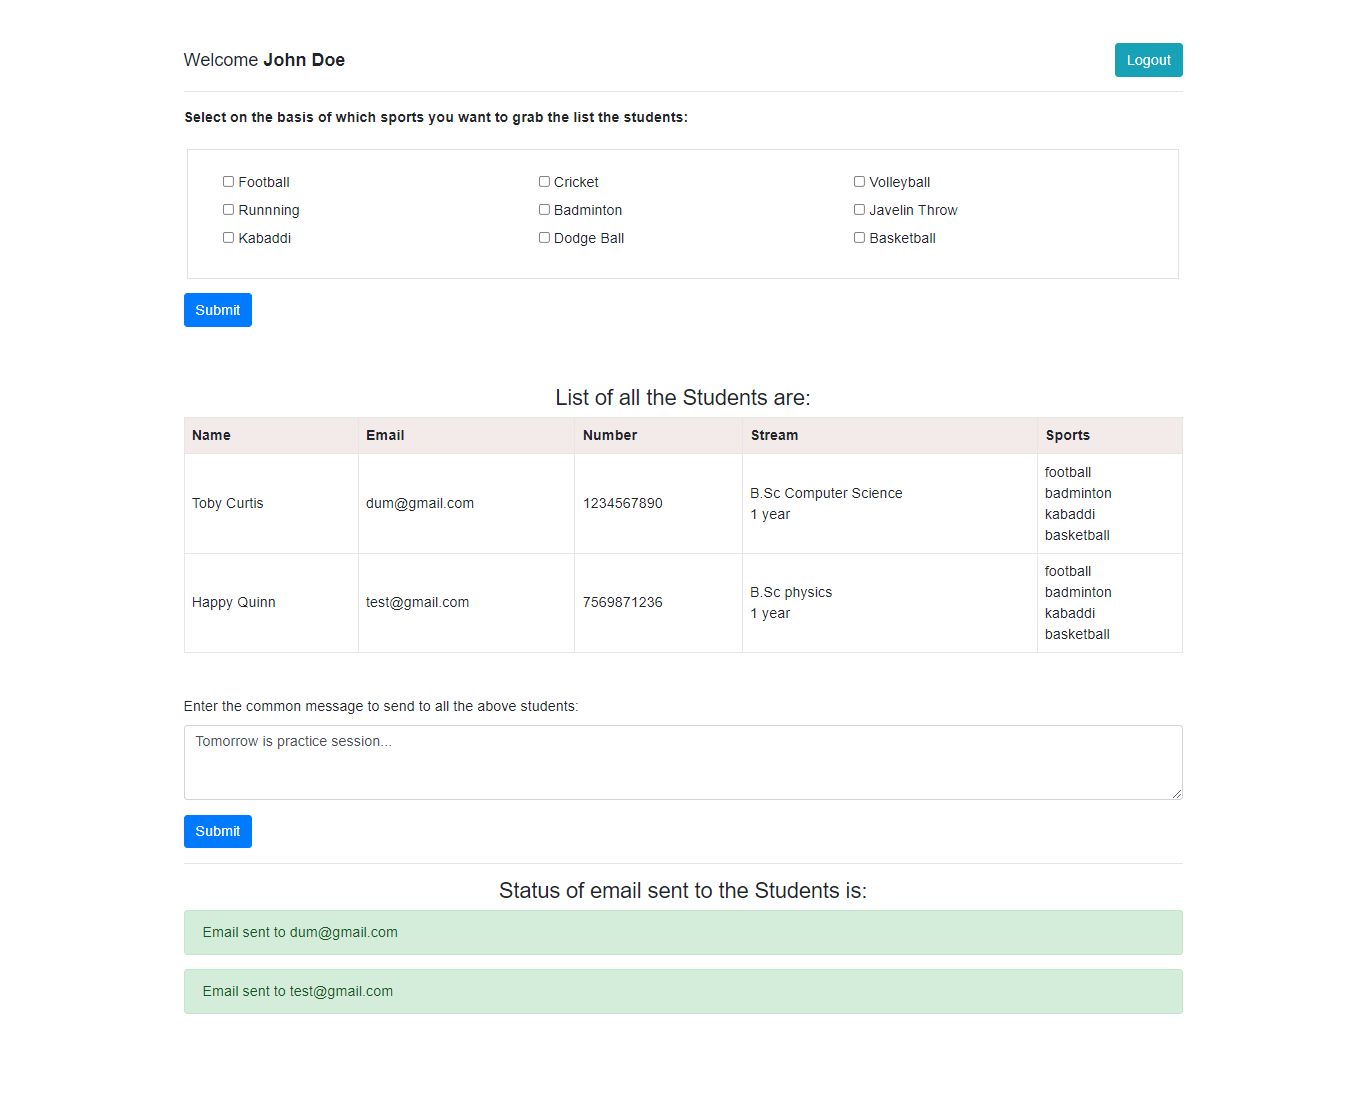 Welcome John Doe
Logout
Select on the basis of which sports you want to grab the list the students:
Football Cricket Volleyball
Runnning Badminton Javelin Throw
Kabaddi Dodge Ball Basketball
Submit
List of all the Students are:
Name Email Number Stream Sports
Toby Curtis dum@gmail.com 1234567890 B.Sc Computer Science
1 year
football
badminton
kabaddi
basketball
Happy Quinn test@gmail.com 7569871236 B.Sc physics
1 year
football
badminton
kabaddi
basketball
Enter the common message to send to all the above students:
Tomorrow is practice session...
Submit
Status of email sent to the Students is:
Email sent to dum@gmail.com
Email sent to test@gmail.com